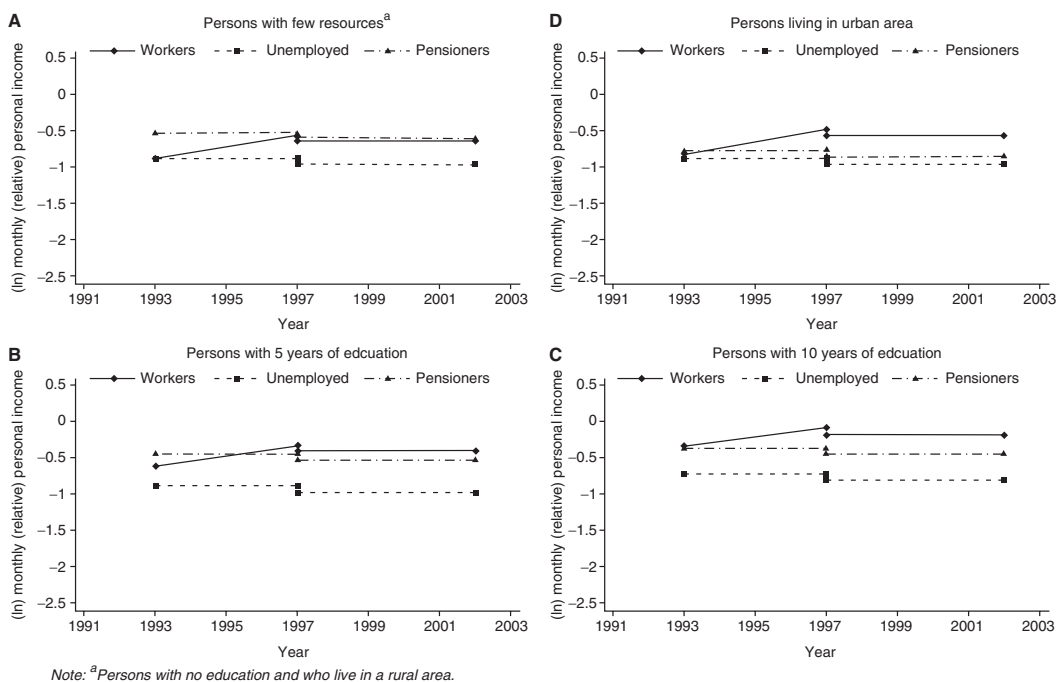 A
Persons with few resourcesa
Workers Unemployed Pensioners
(ln) monthly (relative) personal income
0.5
0
−0.5
−1.0
−1.5
−2
−2.5
1991 1993 1995 1997 1999 2001 2003
Year
D
Persons living in urban area
Workers Unemployed Pensioners
(ln) monthly (relative) personal income
0.5
0
−0.5
−1.0
−1.5
−2
−2.5
1991 1993 1995 1997 1999 2001 2003
Year
B
Persons with 5 years of edcuation
Workers Unemployed Pensioners
(ln) monthly (relative) personal income
0.5
0
−0.5
−1
−1.5
−2
−2.5
1991 1993 1995 1997 1999 2001 2003
Year
C
Persons with 10 years of edcuation
Workers Unemployed Pensioners
(ln) monthly (relative) personal income
0.5
0
−0.5
−1
−1.5
−2
−2.5
1991 1993 1995 1997 1999 2001 2003
Year
Note: aPersons with no education and who live in a rural area.